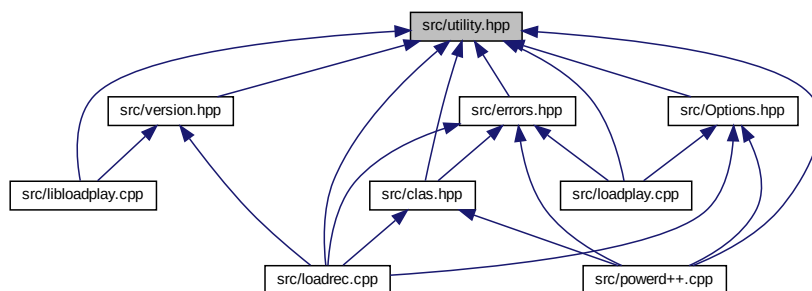 src/utility.hpp
src/version.hpp
src/errors.hpp
src/Options.hpp
src/libloadplay.cpp
src/clas.hpp
src/loadplay.cpp
src/loadrec.cpp
src/powerd++.cpp